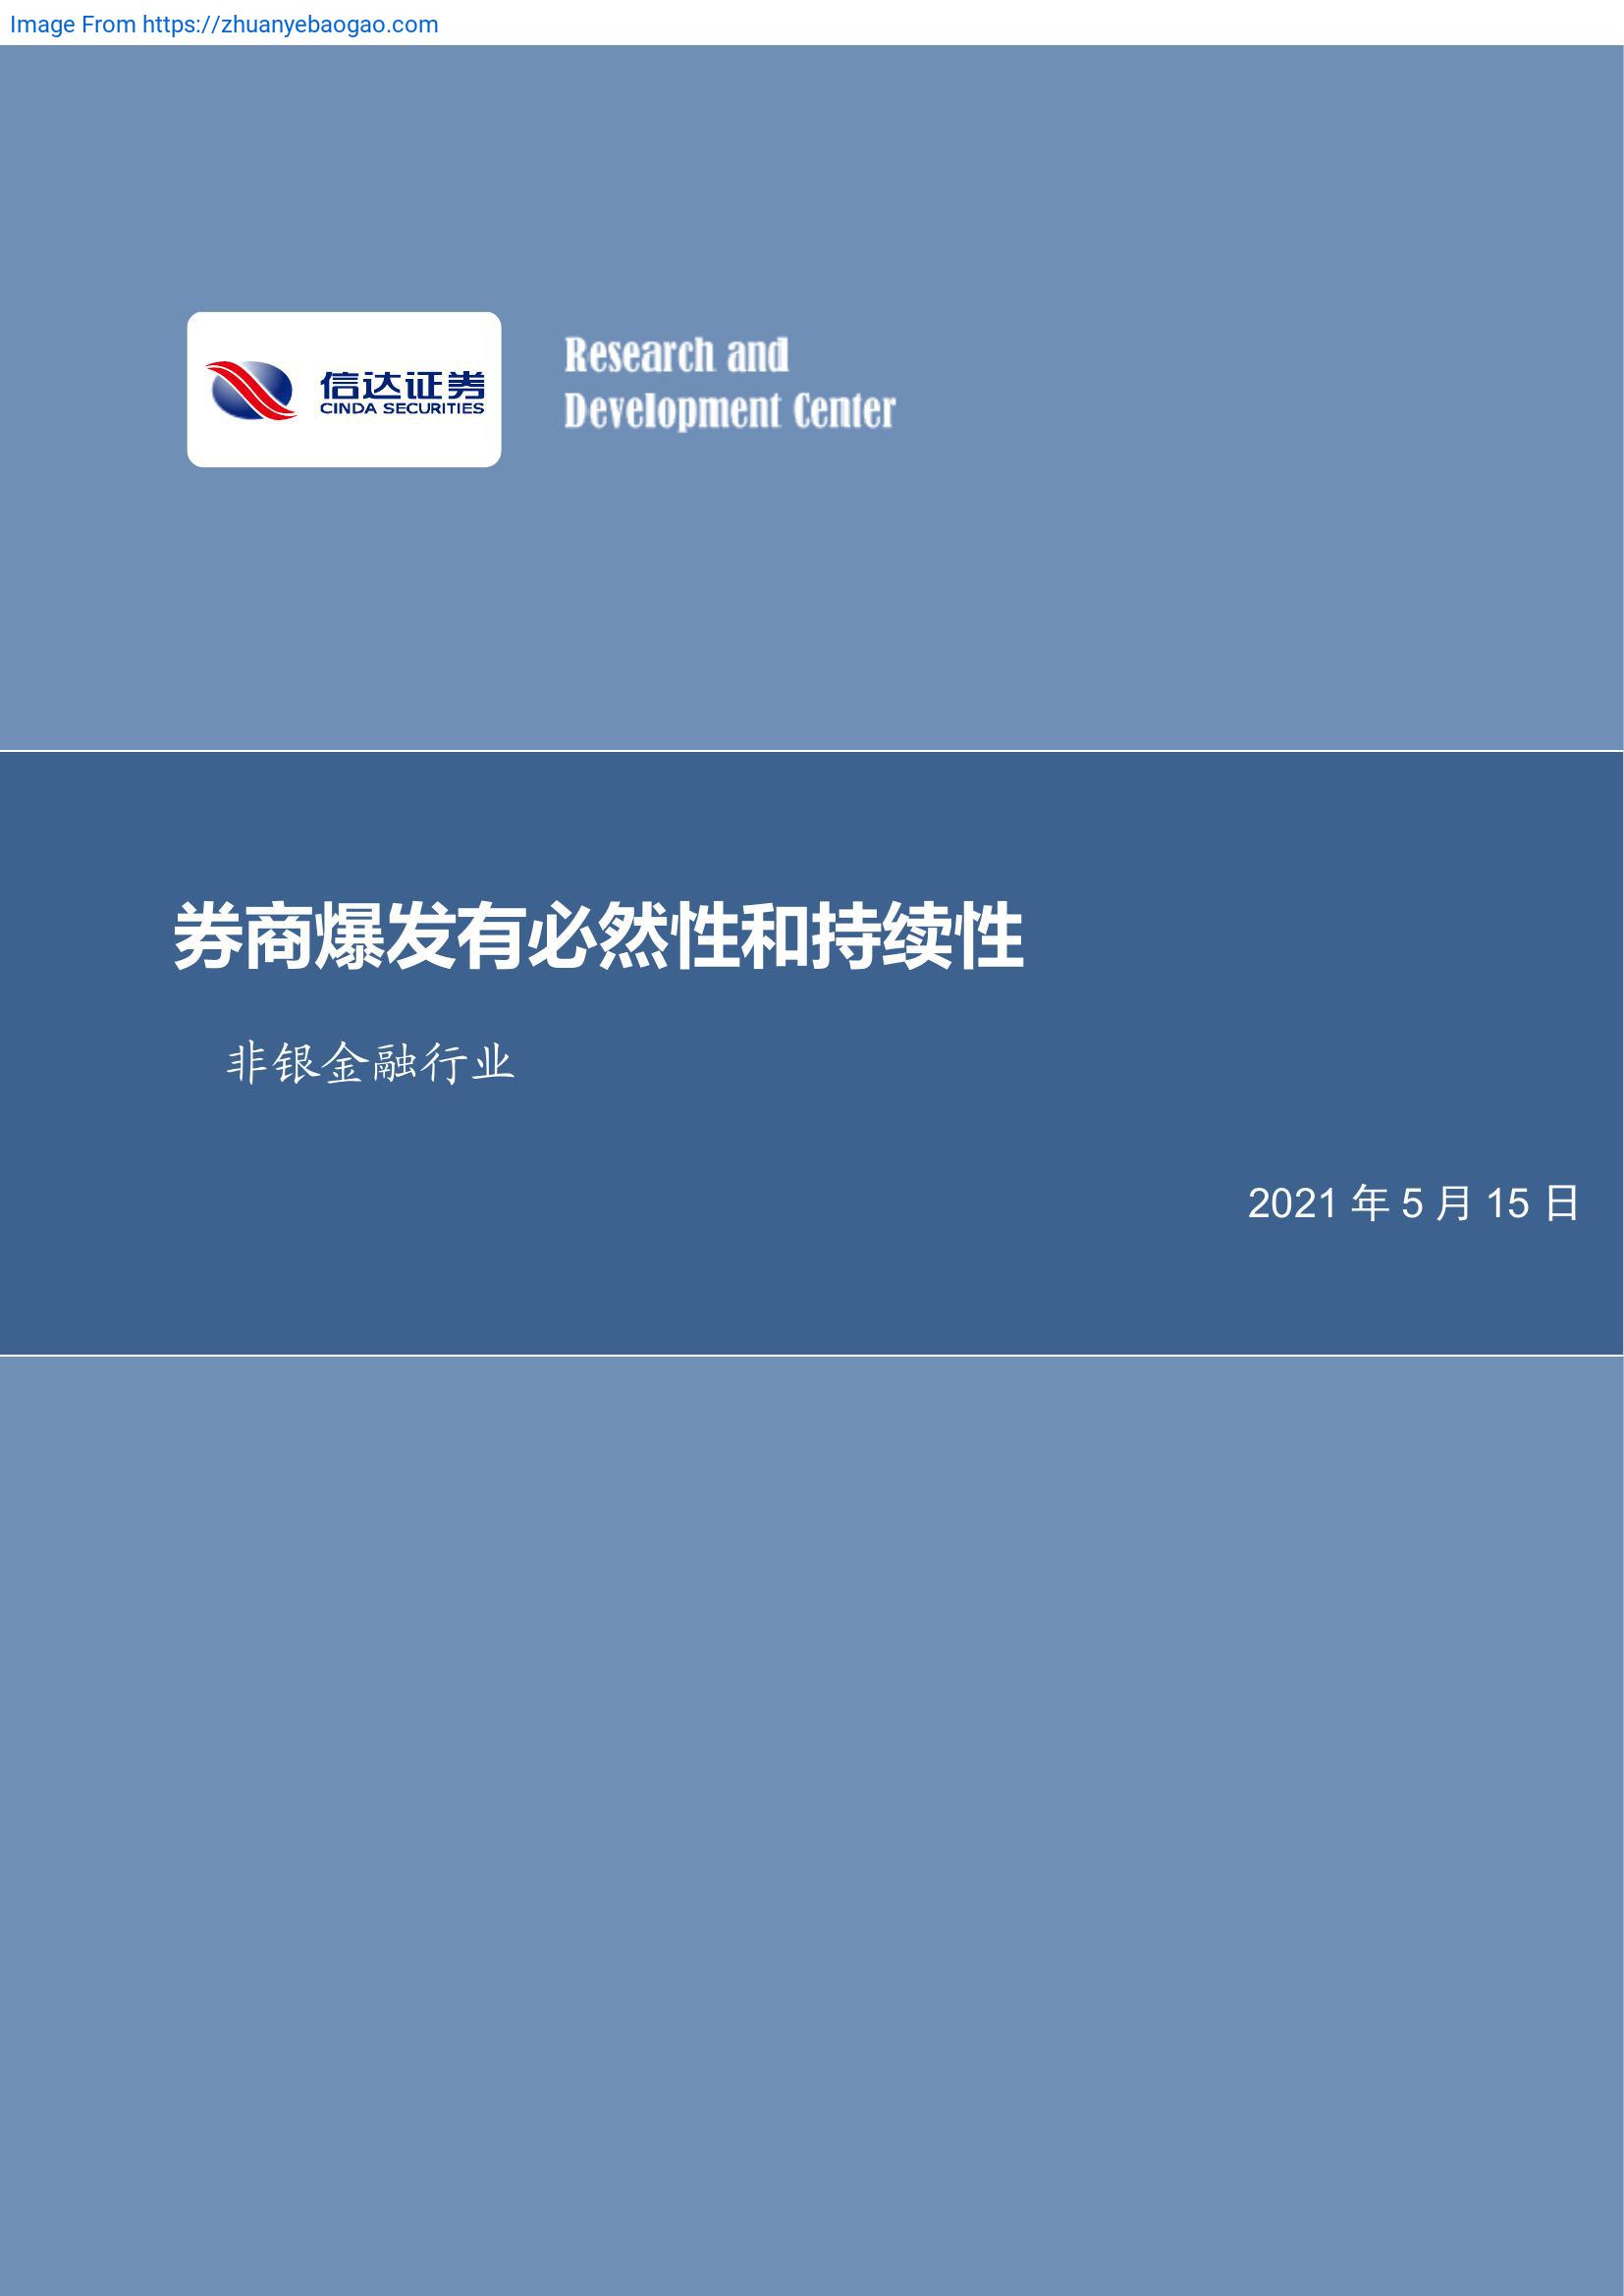 Image From https://zhuanyebaogao.com
信达证券
CINDA SECURITIES
Research and
Development Center
券商爆发有必然性和持续性
非银金融行业
2021 年 5 月 15 日